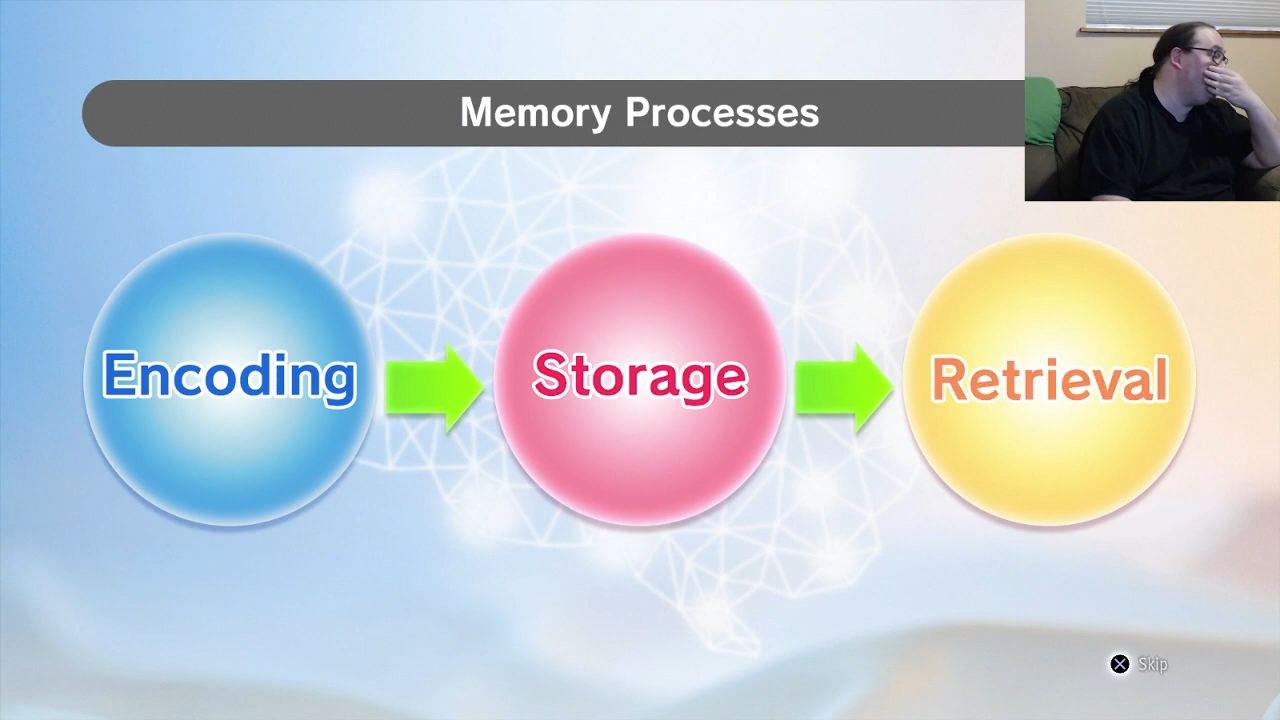 Memory Processes
Encoding
Storage
Retrieval
Skip